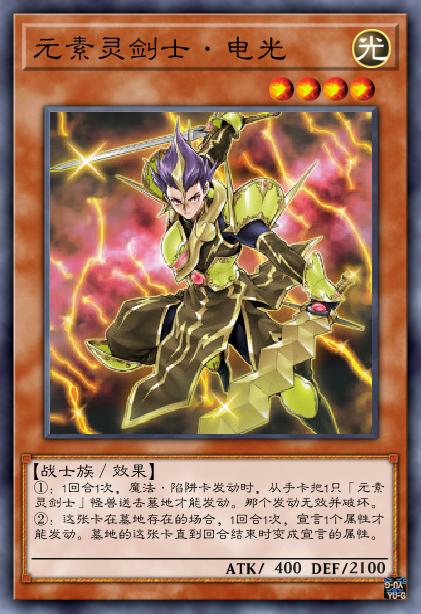 元素灵剑士·电光
光
【战士族／效果】
①：1回合1次，魔法·陷阱卡发动时，从手卡把1只「元素
灵剑士」怪兽送去墓地才能发动。那个发动无效并破坏。
②：这张卡在墓地存在的场合，1回合1次，宣言1个属性才
能发动。墓地的这张卡直到回合结束时变成宣言的属性。
ATK/ 400 DEF/2100
YU-G